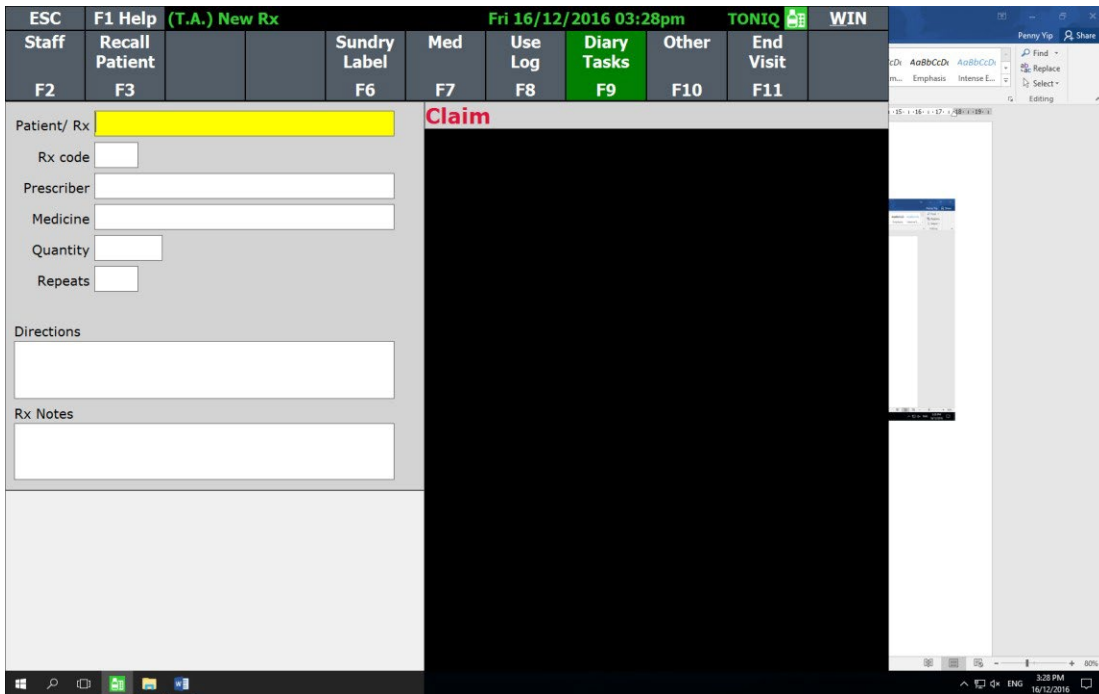 ESC F1 Help (T.A.) New Rx Fri 16/12/2016 03:28pm TONIQ WIN
Penny Yip Share
Staff Recall Patient Sundry Label Med Use Log Diary Tasks Other End Visit
F2 F3 F6 F7 F8 F9 F10 F11
AaBbCcDc AaBbCcDc
Emphasis Intense E...
Find
Replace
Select
Editing
Patient/ Rx
Claim
Rx code
Prescriber
Medicine
Quantity
Repeats
Directions
Rx Notes
80%
ENG 3:28 PM
16/12/2016